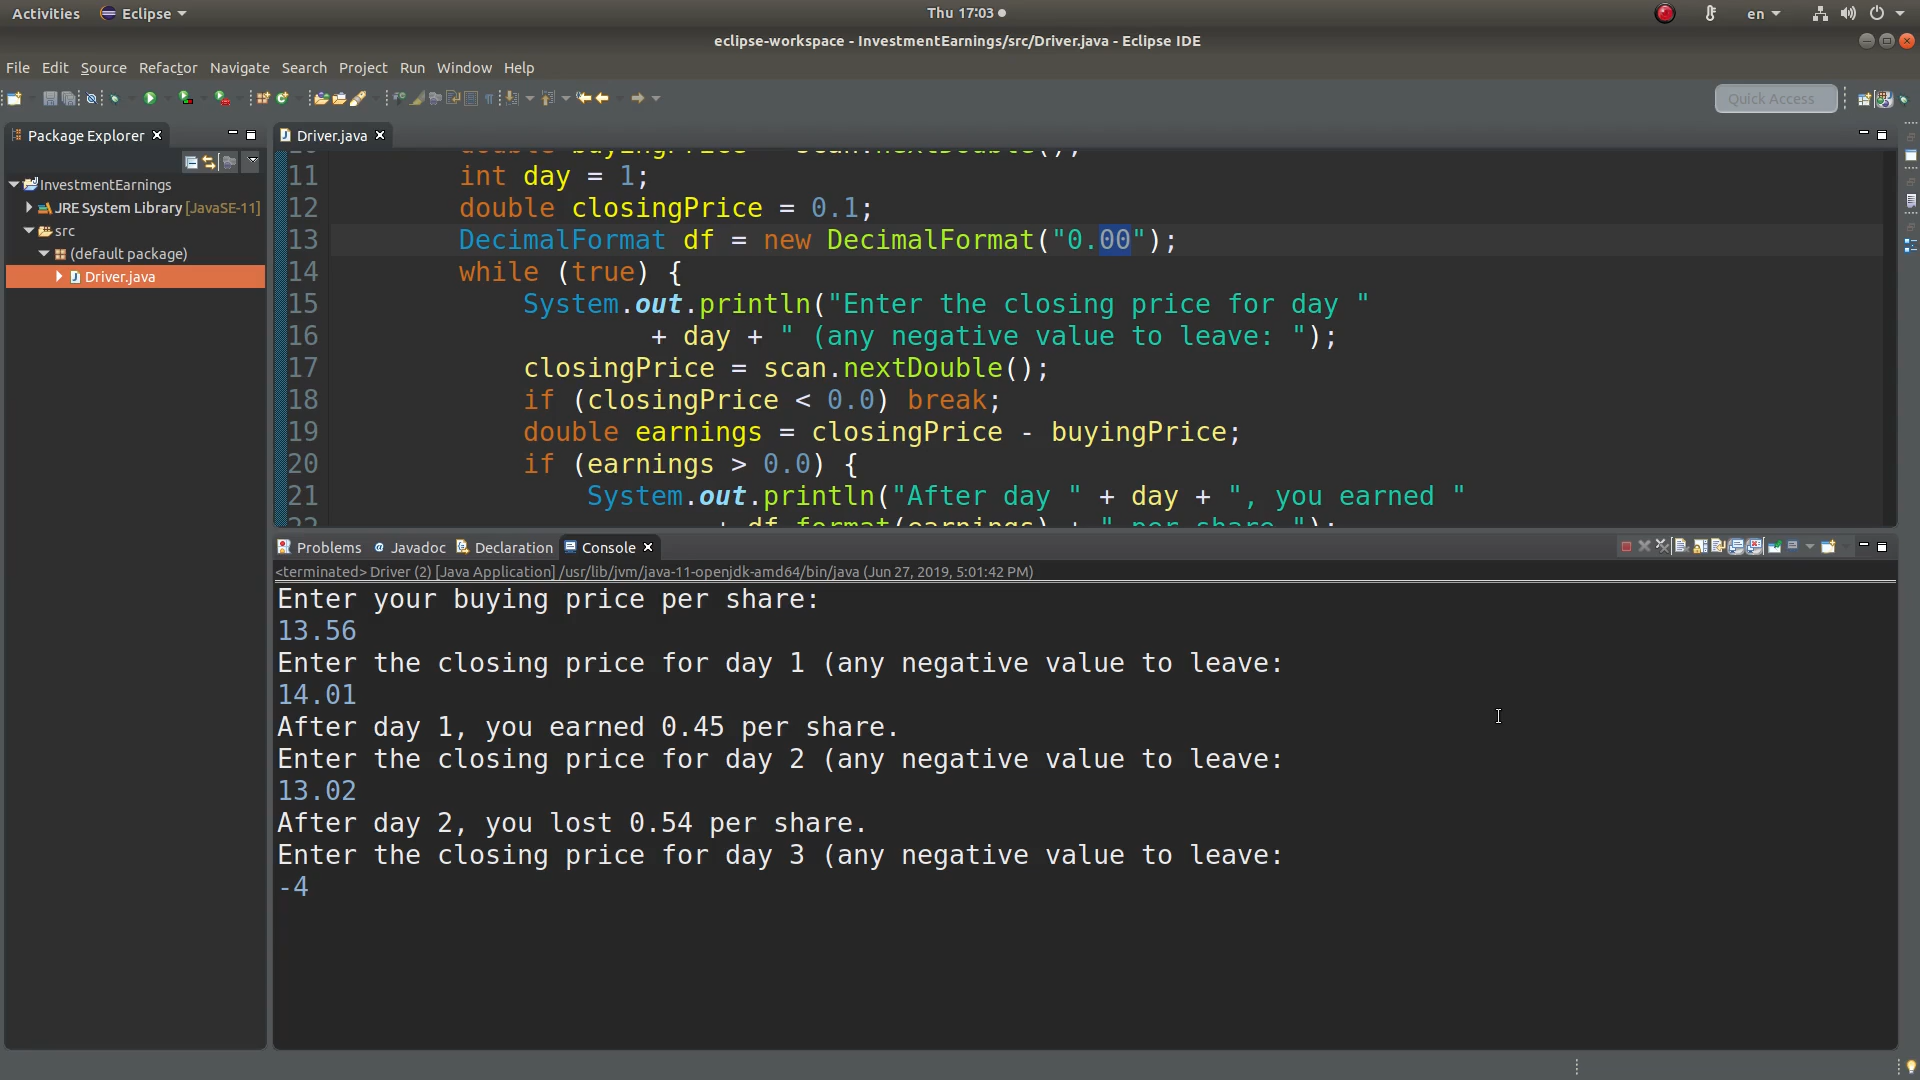 Activities Eclipse Thu 17:03 en
eclipse-workspace - InvestmentEarnings/src/Driver.java - Eclipse IDE
File Edit Source Refactor Navigate Search Project Run Window Help
Quick Access
Package Explorer
InvestmentEarnings
JRE System Library [JavaSE-11]
src
(default package)
Driver.java
Driver.java
double buyingPrice = scan.nextDouble();
11 int day = 1;
12 double closingPrice = 0.1;
13 DecimalFormat df = new DecimalFormat("0.00");
14 while (true) {
15 System.out.println("Enter the closing price for day "
16 + day + " (any negative value to leave: ");
17 closingPrice = scan.nextDouble();
18 if (closingPrice < 0.0) break;
19 double earnings = closingPrice - buyingPrice;
20 if (earnings > 0.0) {
21 System.out.println("After day " + day + ", you earned "
22 + df.format(earnings) + " per share.");
Problems Javadoc Declaration Console
<terminated> Driver (2) [Java Application] /usr/lib/jvm/java-11-openjdk-amd64/bin/java (Jun 27, 2019, 5:01:42 PM)
Enter your buying price per share:
13.56
Enter the closing price for day 1 (any negative value to leave:
14.01
After day 1, you earned 0.45 per share.
Enter the closing price for day 2 (any negative value to leave:
13.02
After day 2, you lost 0.54 per share.
Enter the closing price for day 3 (any negative value to leave:
-4